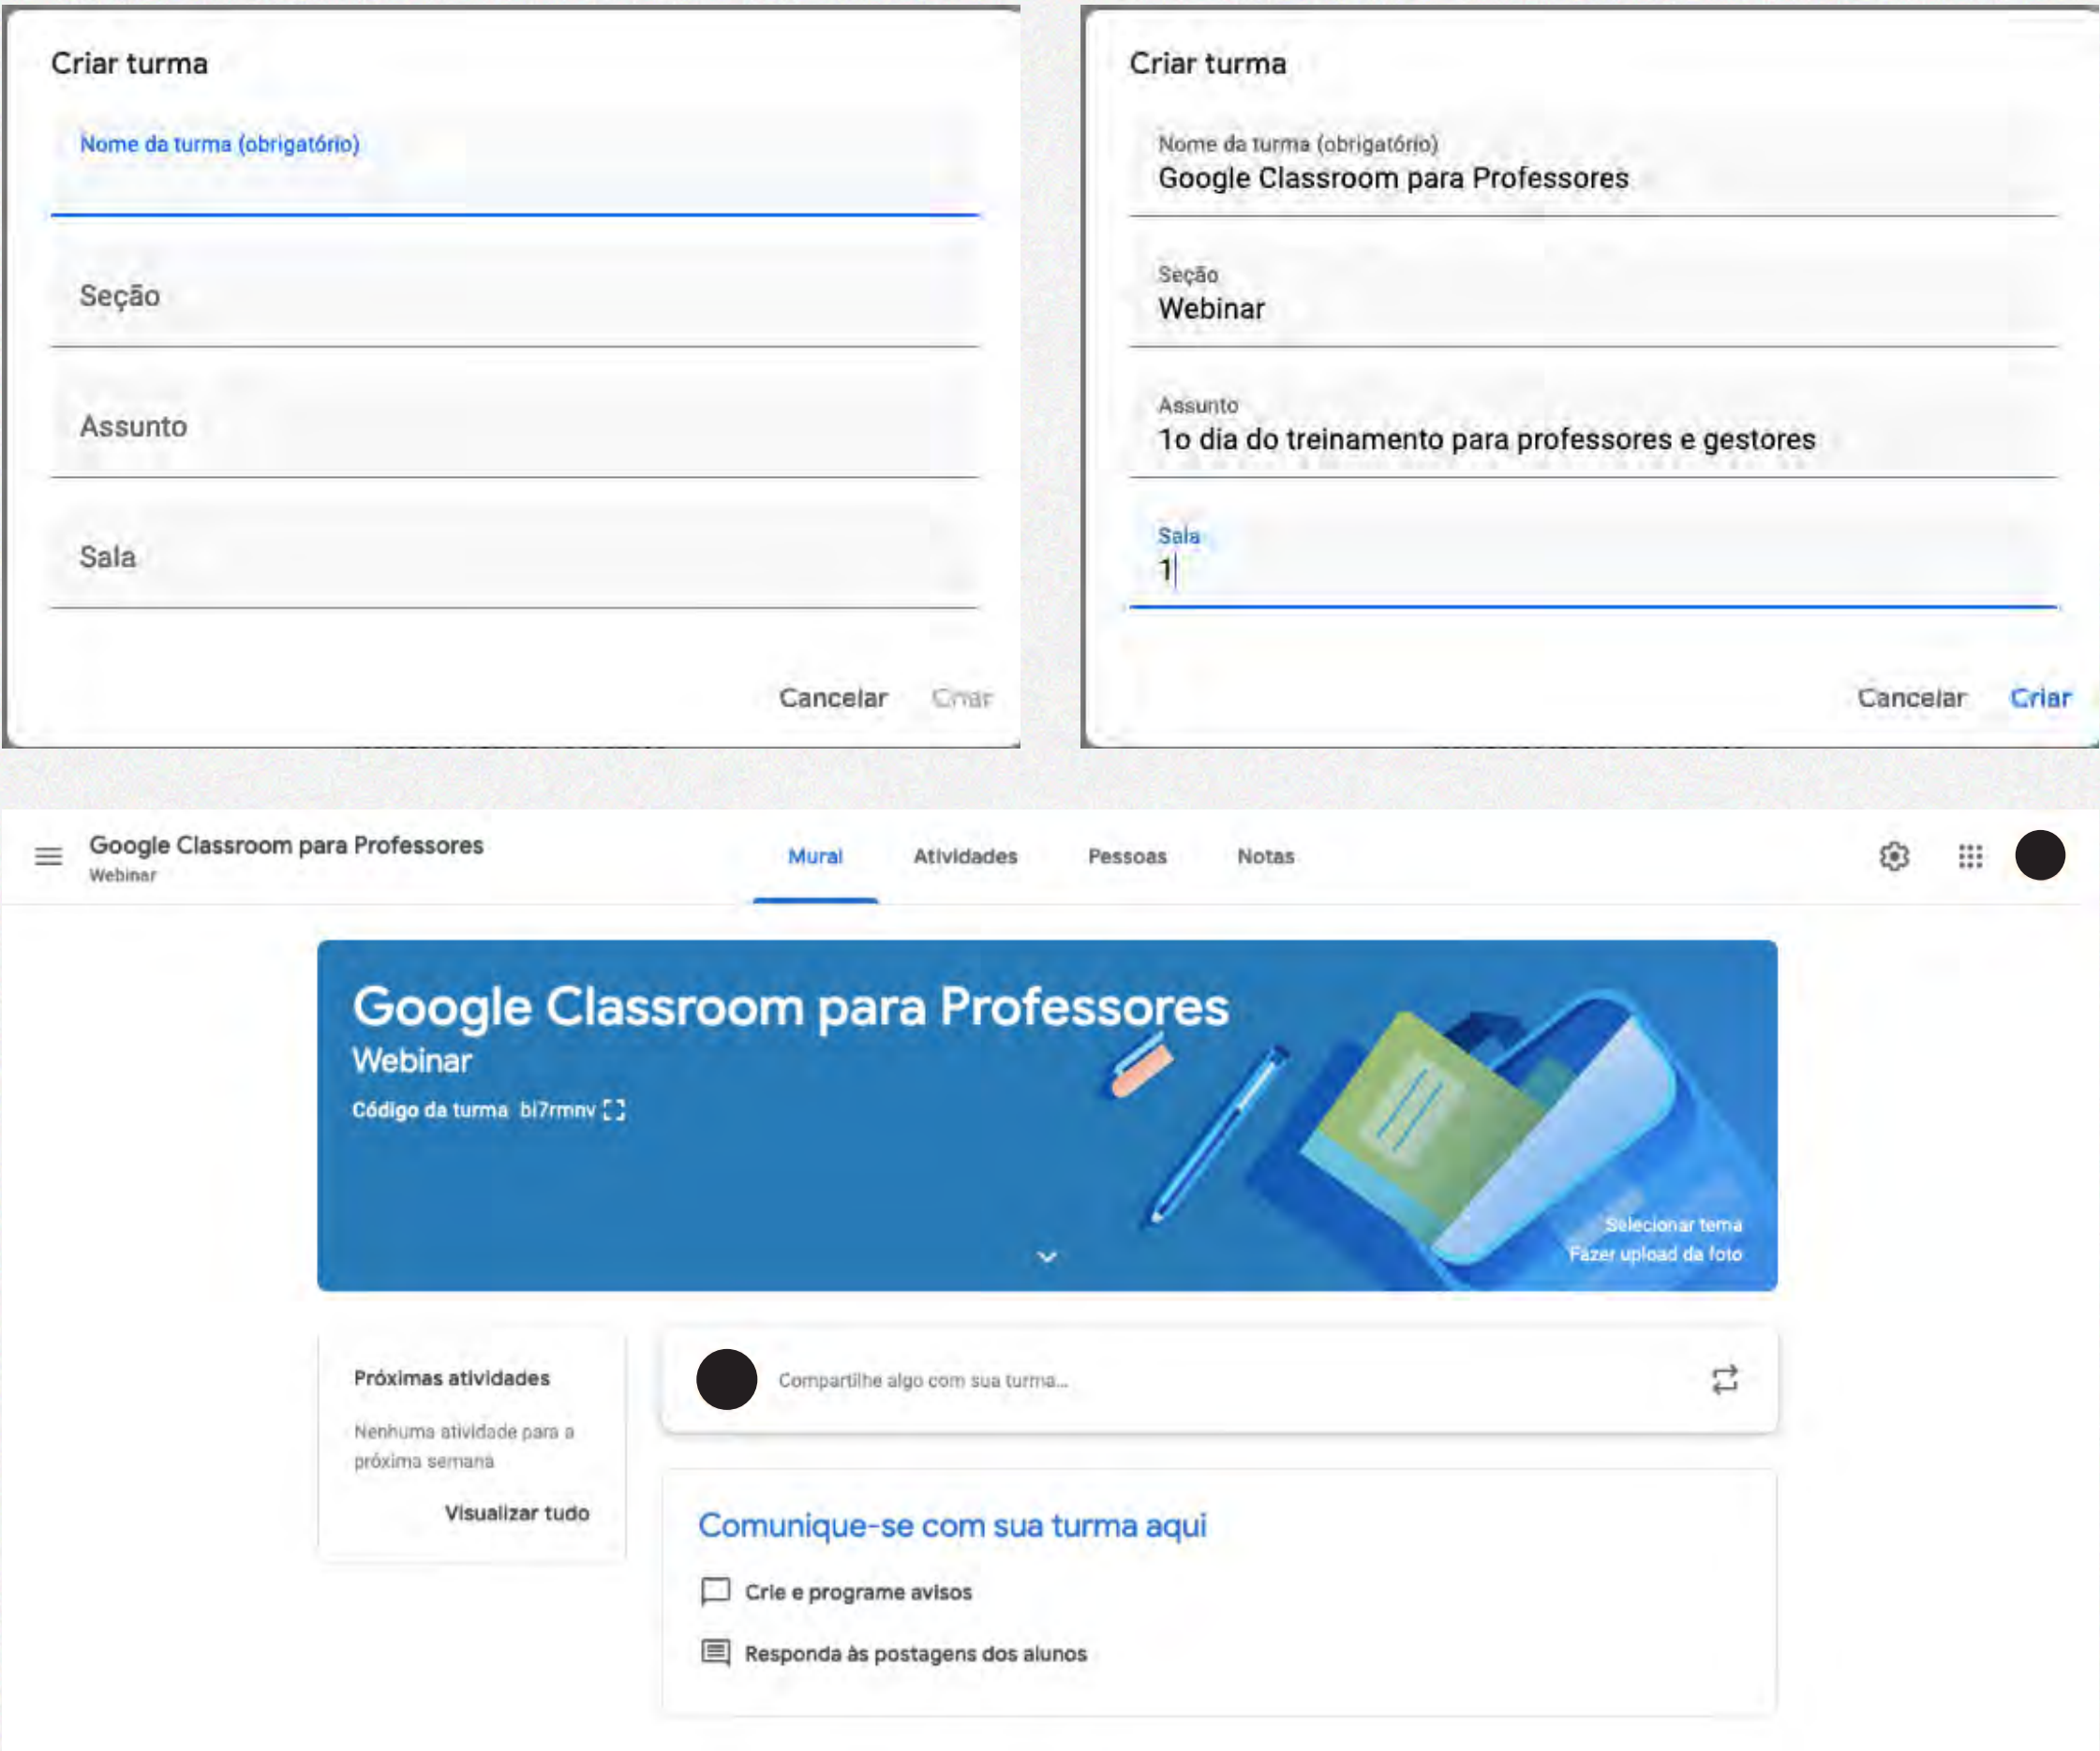 Criar turma
Nome da turma (obrigatório)
Seção
Assunto
Sala
Cancelar Criar
Criar turma
Nome da turma (obrigatório)
Google Classroom para Professores
Seção
Webinar
Assunto
1o dia do treinamento para professores e gestores
Sala
1
Cancelar Criar
Google Classroom para Professores
Webinar
Mural Atividades Pessoas Notas
Google Classroom para Professores
Webinar
Código da turma bi7rmnv
Selecionar tema
Fazer upload da foto
Próximas atividades
Nenhuma atividade para a
próxima semana
Visualizar tudo
Compartilhe algo com sua turma...
Comunique-se com sua turma aqui
Crie e programe avisos
Responda às postagens dos alunos